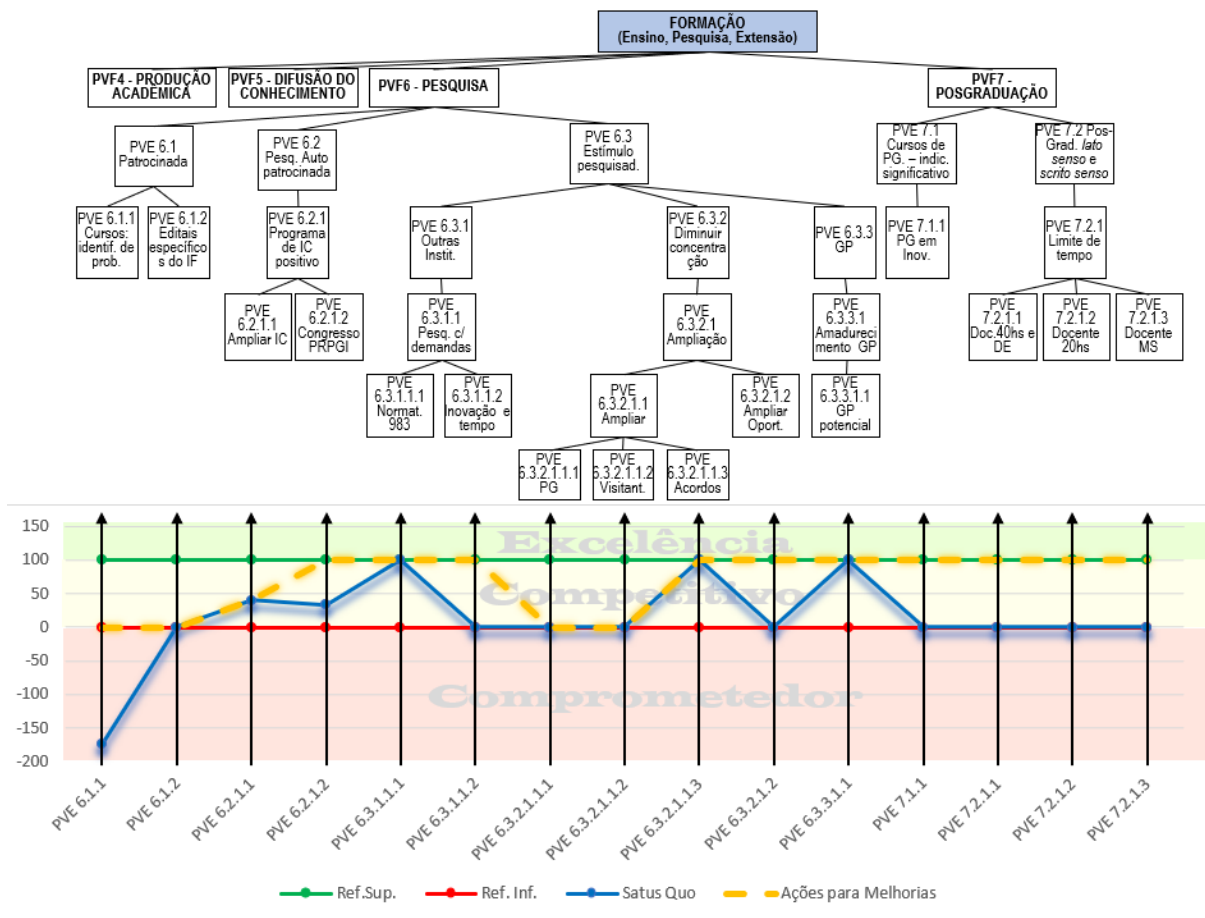 FORMAÇÃO
(Ensino, Pesquisa, Extensão)
PVF4 - PRODUÇÃO
ACADÊMICA
PVF5 - DIFUSÃO DO
CONHECIMENTO
PVF6 - PESQUISA
PVF7 -
POSGRADUAÇÃO
PVE 6.1
Patrocinada
PVE 6.2
Pesq. Auto
patrocinada
PVE 6.3
Estímulo
pesquisad.
PVE 7.1
Cursos de
PG. – indic.
significativo
PVE 7.2 Pos-
Grad. lato
senso e
scrito senso
PVE 6.1.1
Cursos:
identif. de
prob.
PVE 6.1.2
Editais
específico
s do IF
PVE 6.2.1
Programa
de IC
positivo
PVE 6.3.1
Outras
Instit.
PVE 6.3.2
Diminuir
concentra
ção
PVE 6.3.3
GP
PVE 7.1.1
PG em
Inov.
PVE 7.2.1
Limite de
tempo
PVE
6.2.1.1
Ampliar IC
PVE
6.2.1.2
Congresso
PRPGI
PVE
6.3.1.1
Pesq. c/
demandas
PVE
6.3.2.1
Ampliação
PVE
6.3.3.1
Amadureci
mento GP
PVE
7.2.1.1
Doc.40hs e
DE
PVE
7.2.1.2
Docente
20hs
PVE
7.2.1.3
Docente
MS
PVE
6.3.1.1.1
Normat.
983
PVE
6.3.1.1.2
Inovação e
tempo
PVE
6.3.2.1.1
Ampliar
PVE
6.3.2.1.2
Ampliar
Oport.
PVE
6.3.3.1.1
GP
potencial
PVE
6.3.2.1.1.1
PG
PVE
6.3.2.1.1.2
Visitant.
PVE
6.3.2.1.1.3
Acordos
150
100
50
0
-50
-100
-150
-200
Excelência
Competitivo
Comprometedor
PVE 6.1.1
PVE 6.1.2
PVE 6.2.1.1
PVE 6.2.1.2
PVE 6.3.1.1.1
PVE 6.3.1.1.2
PVE 6.3.2.1.1.1
PVE 6.3.2.1.1.2
PVE 6.3.2.1.1.3
PVE 6.3.2.1.2
PVE 6.3.3.1.1
PVE 7.1.1
PVE 7.2.1.1
PVE 7.2.1.2
PVE 7.2.1.3
Ref.Sup.
Ref. Inf.
Satus Quo
Ações para Melhorias